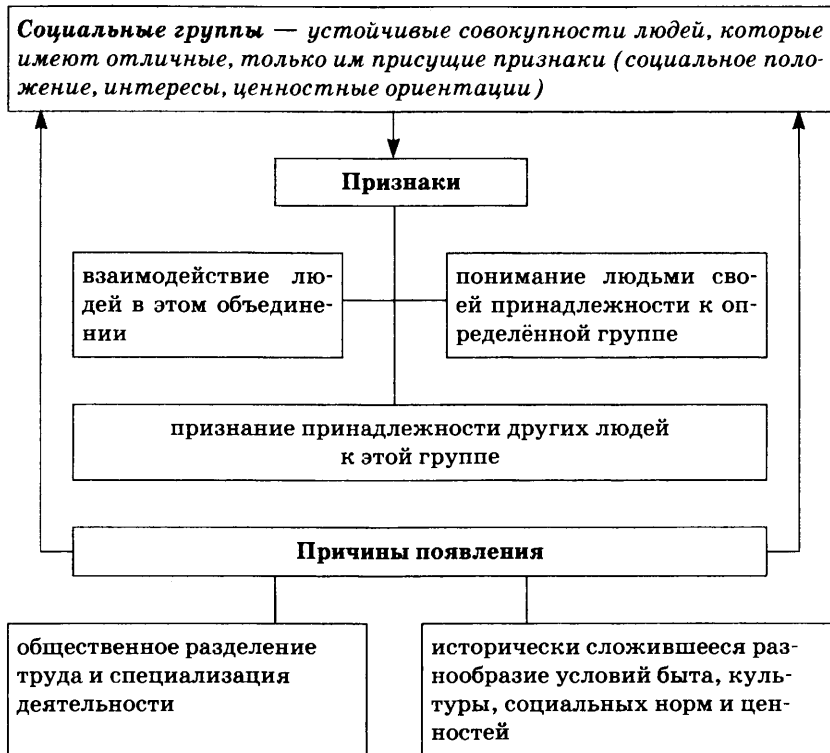 Социальные группы — устойчивые совокупности людей, которые
имеют отличные, только им присущие признаки (социальное поло-
жение, интересы, ценностные ориентации)
Признаки
взаимодействие лю-
дей в этом объедине-
нии
понимание людьми сво-
ей принадлежности к оп-
ределённой группе
признание принадлежности других людей
к этой группе
Причины появления
общественное разделение
труда и специализация
деятельности
исторически сложившееся раз-
нообразие условий быта, куль-
туры, социальных норм и цен-
ностей